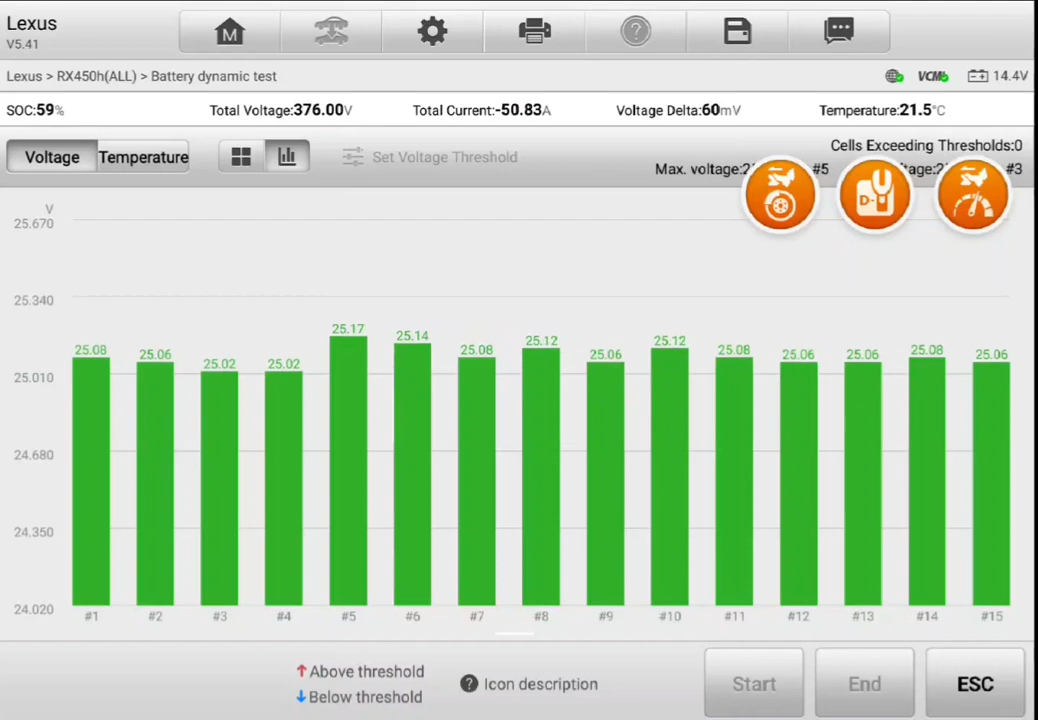 Lexus
V5.41
M
?
Lexus > RX450h(ALL) > Battery dynamic test
VCM
14.4V
SOC:59%
Total Voltage:376.00V
Total Current:-50.83A
Voltage Delta:60mV
Temperature:21.5°C
Voltage
Temperature
Set Voltage Threshold
Cells Exceeding Thresholds:0
Max. voltage:2
#5
#3
D-
V
25.670
25.340
25.010
24.680
24.350
24.020
25.08 25.06 25.02 25.02 25.17 25.14 25.08 25.12 25.06 25.12 25.08 25.06 25.06 25.08 25.06
#1 #2 #3 #4 #5 #6 #7 #8 #9 #10 #11 #12 #13 #14 #15
Above threshold
Below threshold
? Icon description
Start
End
ESC